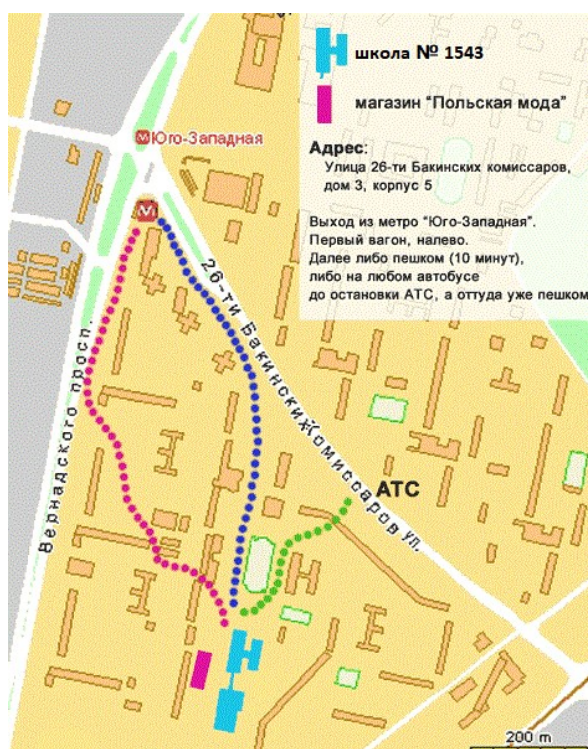 школа № 1543
магазин "Польская мода"
М Юго-Западная
Адрес:
Улица 26-ти Бакинских комиссаров,
дом 3, корпус 5
Выход из метро "Юго-Западная".
Первый вагон, налево.
Далее либо пешком (10 минут),
либо на любом автобусе
до остановки АТС, а оттуда уже пешком
М
26-ти Бакинских Комиссаров ул.
Вернадского просп.
АТС
200 m